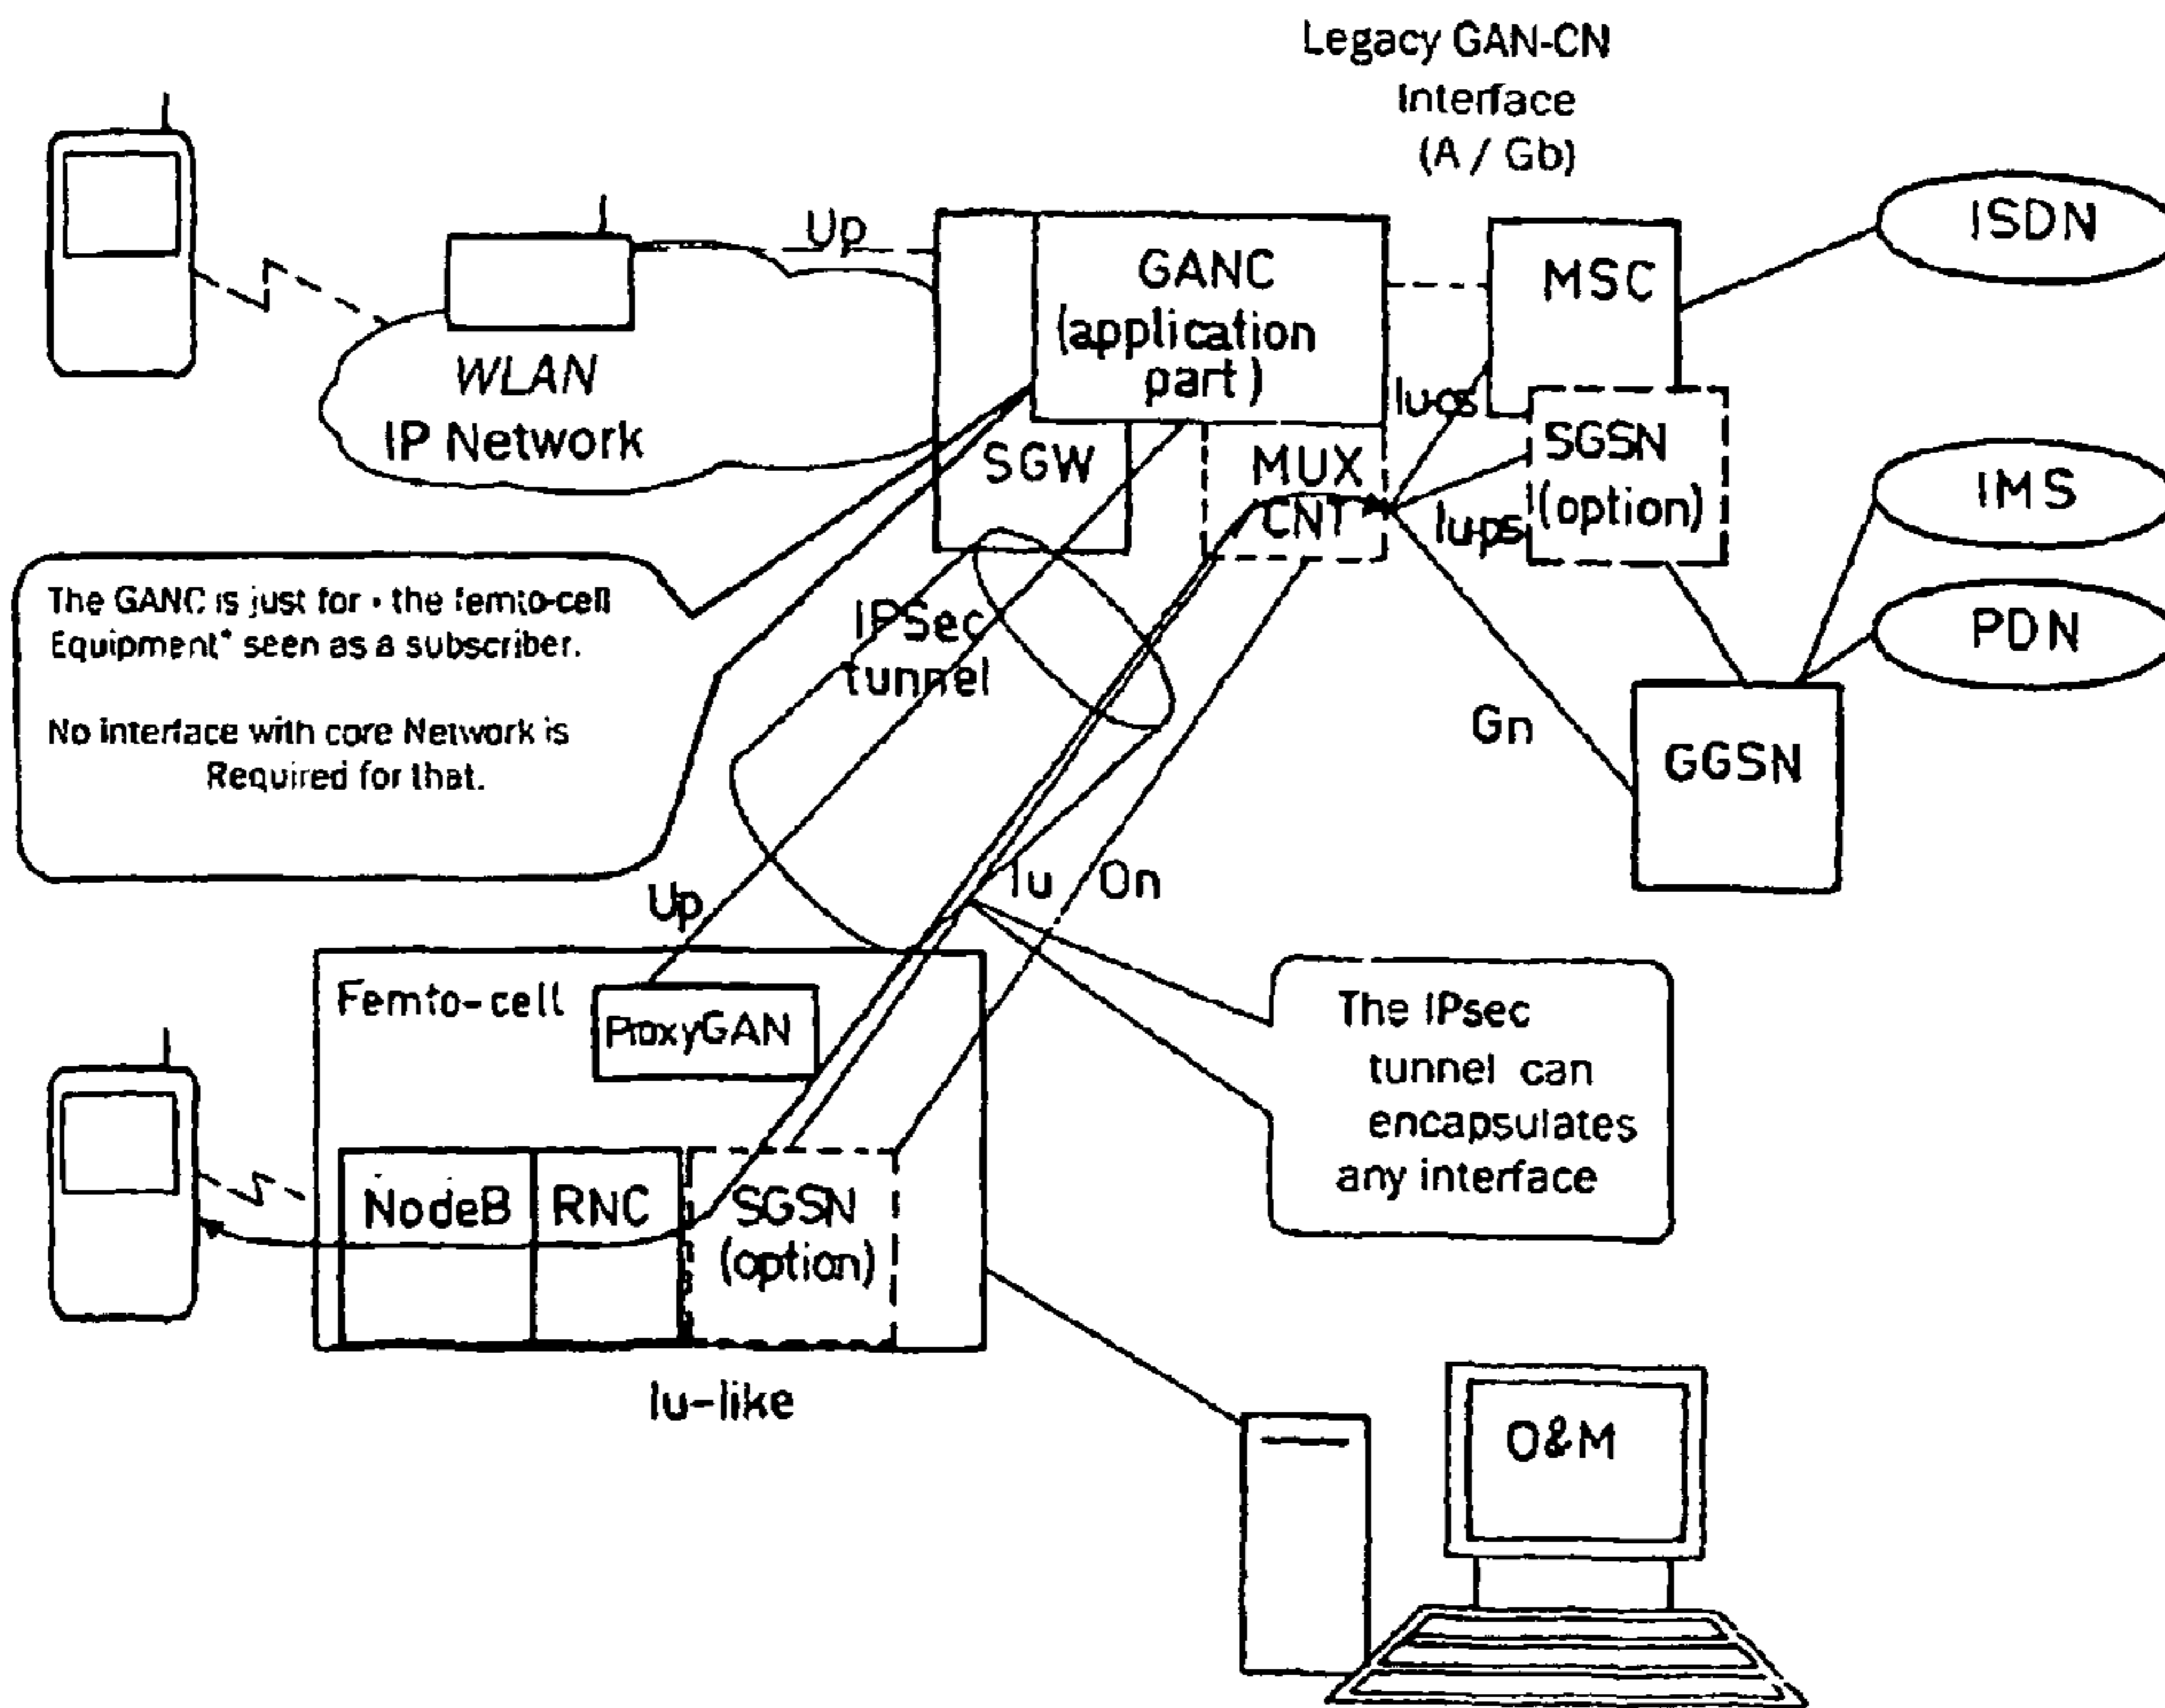 Legacy GAN-CN
Interface
(A / Gb)
Up
GANC
(application
part)
MSC
ISDN
WLAN
IP Network
SGW
MUX
CNT
Iu-cs
SGSN
(option)
Iups
IMS
PDN
The GANC is just for • the femto-cell
Equipment" seen as a subscriber.
No interface with core Network is
Required for that.
IPSec
tunnel
Gn
GGSN
Up
Iu
On
Femto-cell
ProxyGAN
The IPsec
tunnel can
encapsulates
any interface
NodeB
RNC
SGSN
(option)
Iu-like
O&M